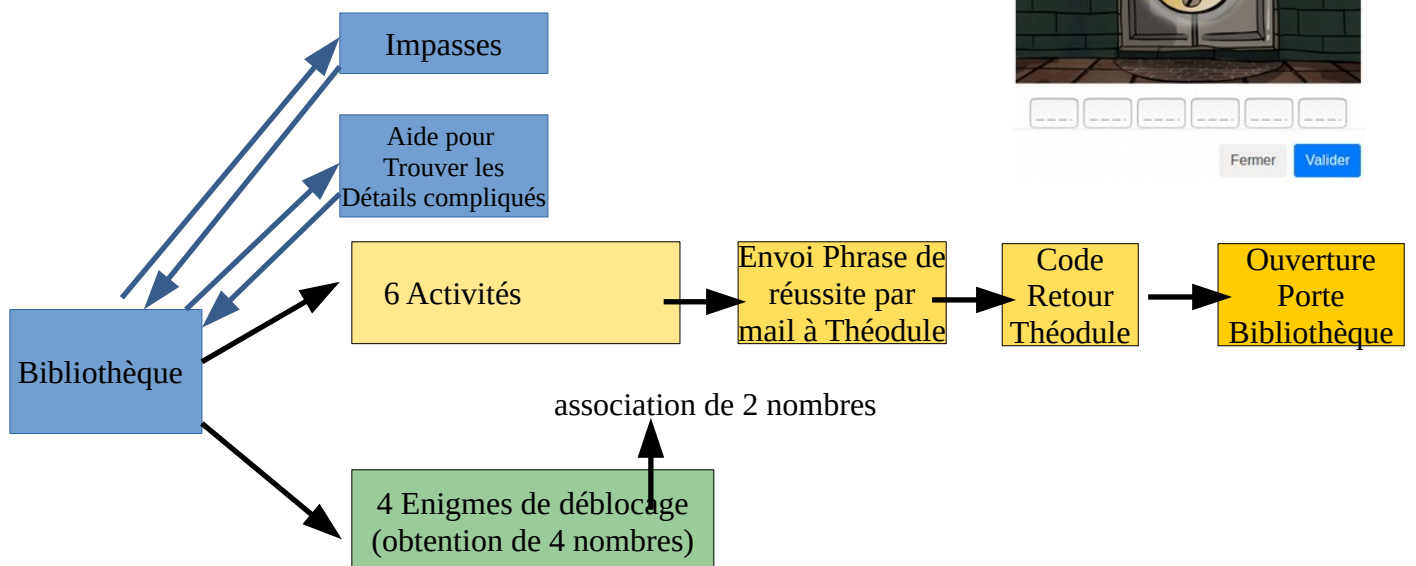 Impasses
Aide pour
Trouver les
Détails compliqués
Fermer
Valider
6 Activités
Envoi Phrase de
réussite par
mail à Théodule
Code
Retour
Théodule
Ouverture
Porte
Bibliothèque
Bibliothèque
association de 2 nombres
4 Enigmes de déblocage
(obtention de 4 nombres)